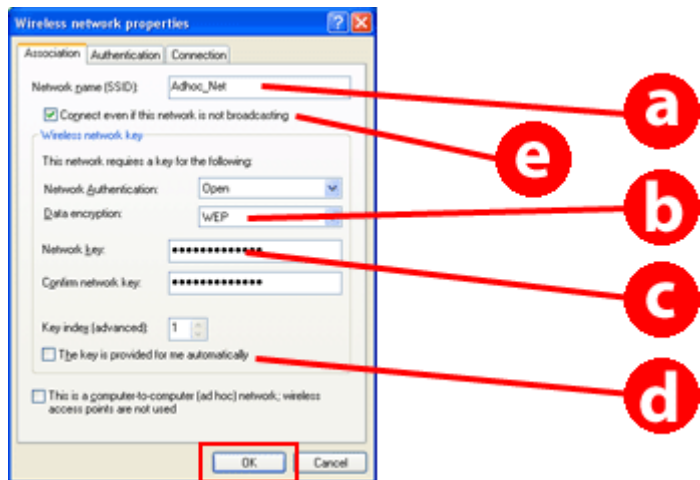 Wireless network properties
Association Authentication Connection
Network name (SSID): Adhoc_Net
a
Connect even if this network is not broadcasting
e
Wireless network key
This network requires a key for the following:
Network Authentication: Open
Data encryption: WEP
b
Network key: •••••••••••••
c
Confirm network key: •••••••••••••
Key index (advanced): 1
The key is provided for me automatically
d
This is a computer-to-computer (ad hoc) network; wireless
access points are not used
OK Cancel